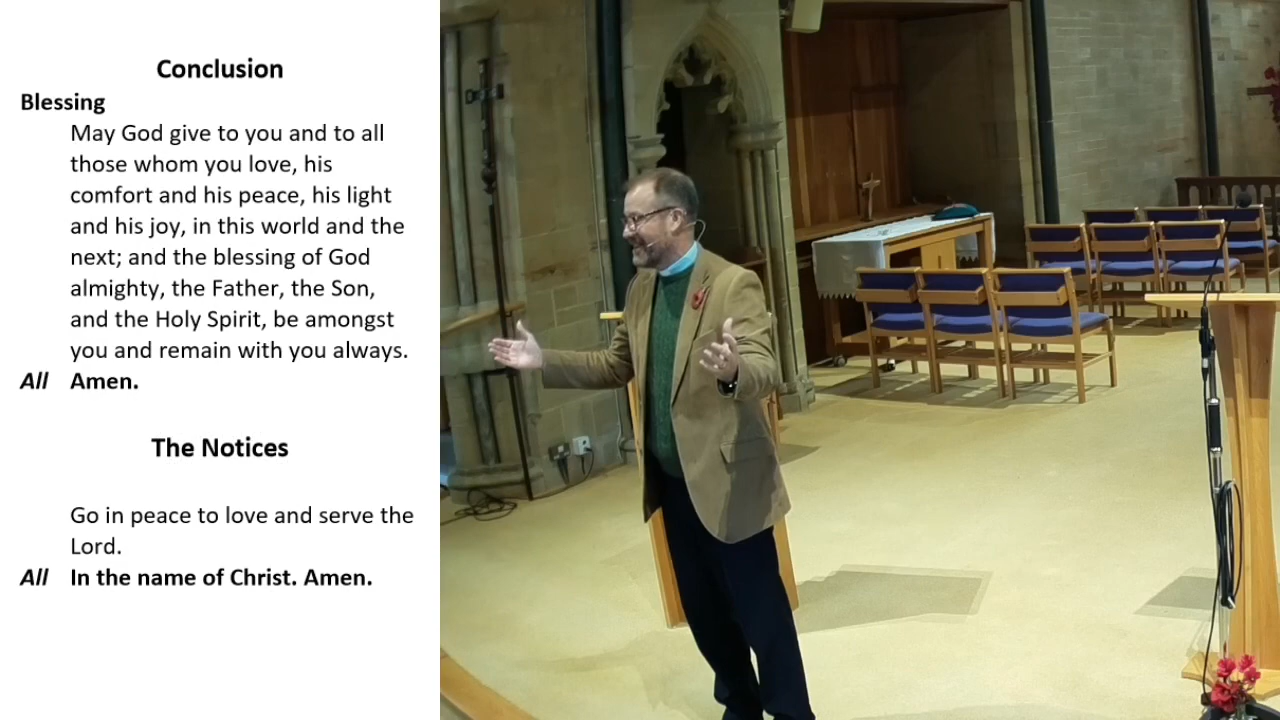 Conclusion
Blessing
May God give to you and to all
those whom you love, his
comfort and his peace, his light
and his joy, in this world and the
next; and the blessing of God
almighty, the Father, the Son,
and the Holy Spirit, be amongst
you and remain with you always.
All Amen.
The Notices
Go in peace to love and serve the
Lord.
All In the name of Christ. Amen.